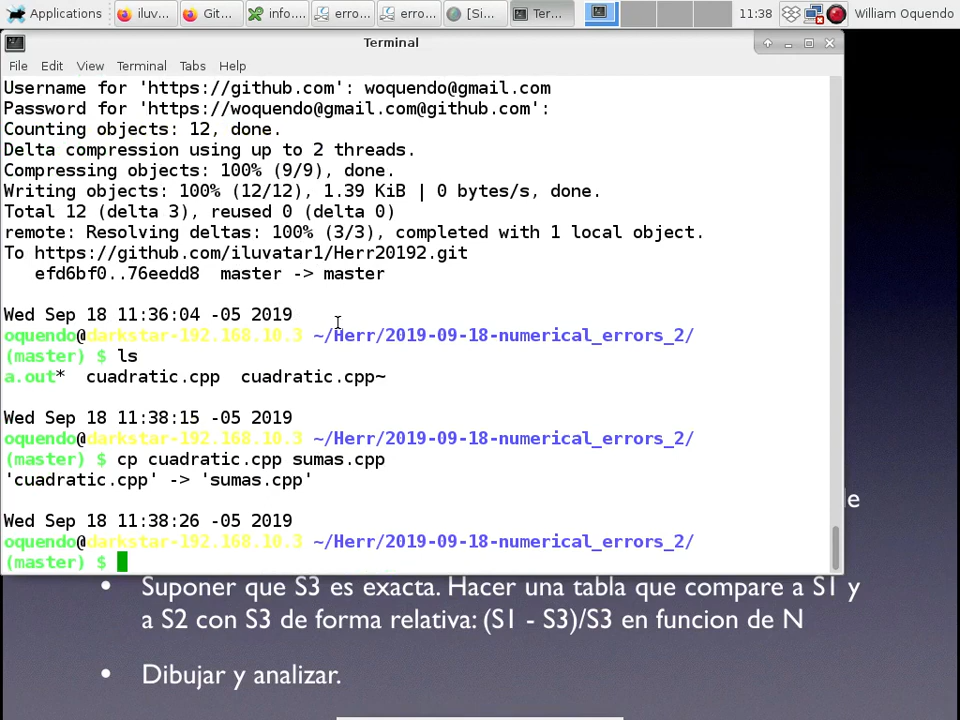 Applications iluv... Git... info.... erro... erro... [Si... Ter... 11:38 William Oquendo
Terminal
File Edit View Terminal Tabs Help
Username for 'https://github.com': woquendo@gmail.com
Password for 'https://woquendo@gmail.com@github.com':
Counting objects: 12, done.
Delta compression using up to 2 threads.
Compressing objects: 100% (9/9), done.
Writing objects: 100% (12/12), 1.39 KiB | 0 bytes/s, done.
Total 12 (delta 3), reused 0 (delta 0)
remote: Resolving deltas: 100% (3/3), completed with 1 local object.
To https://github.com/iluvatar1/Herr20192.git
efd6bf0..76eedd8 master -> master
Wed Sep 18 11:36:04 -05 2019
oquendo@darkstar-192.168.10.3 ~/Herr/2019-09-18-numerical_errors_2/
(master) $ ls
a.out* cuadratic.cpp cuadratic.cpp~
Wed Sep 18 11:38:15 -05 2019
oquendo@darkstar-192.168.10.3 ~/Herr/2019-09-18-numerical_errors_2/
(master) $ cp cuadratic.cpp sumas.cpp
'cuadratic.cpp' -> 'sumas.cpp'
Wed Sep 18 11:38:26 -05 2019
oquendo@darkstar-192.168.10.3 ~/Herr/2019-09-18-numerical_errors_2/
(master) $
• Suponer que S3 es exacta. Hacer una tabla que compare a S1 y
a S2 con S3 de forma relativa: (S1 - S3)/S3 en funcion de N
• Dibujar y analizar.